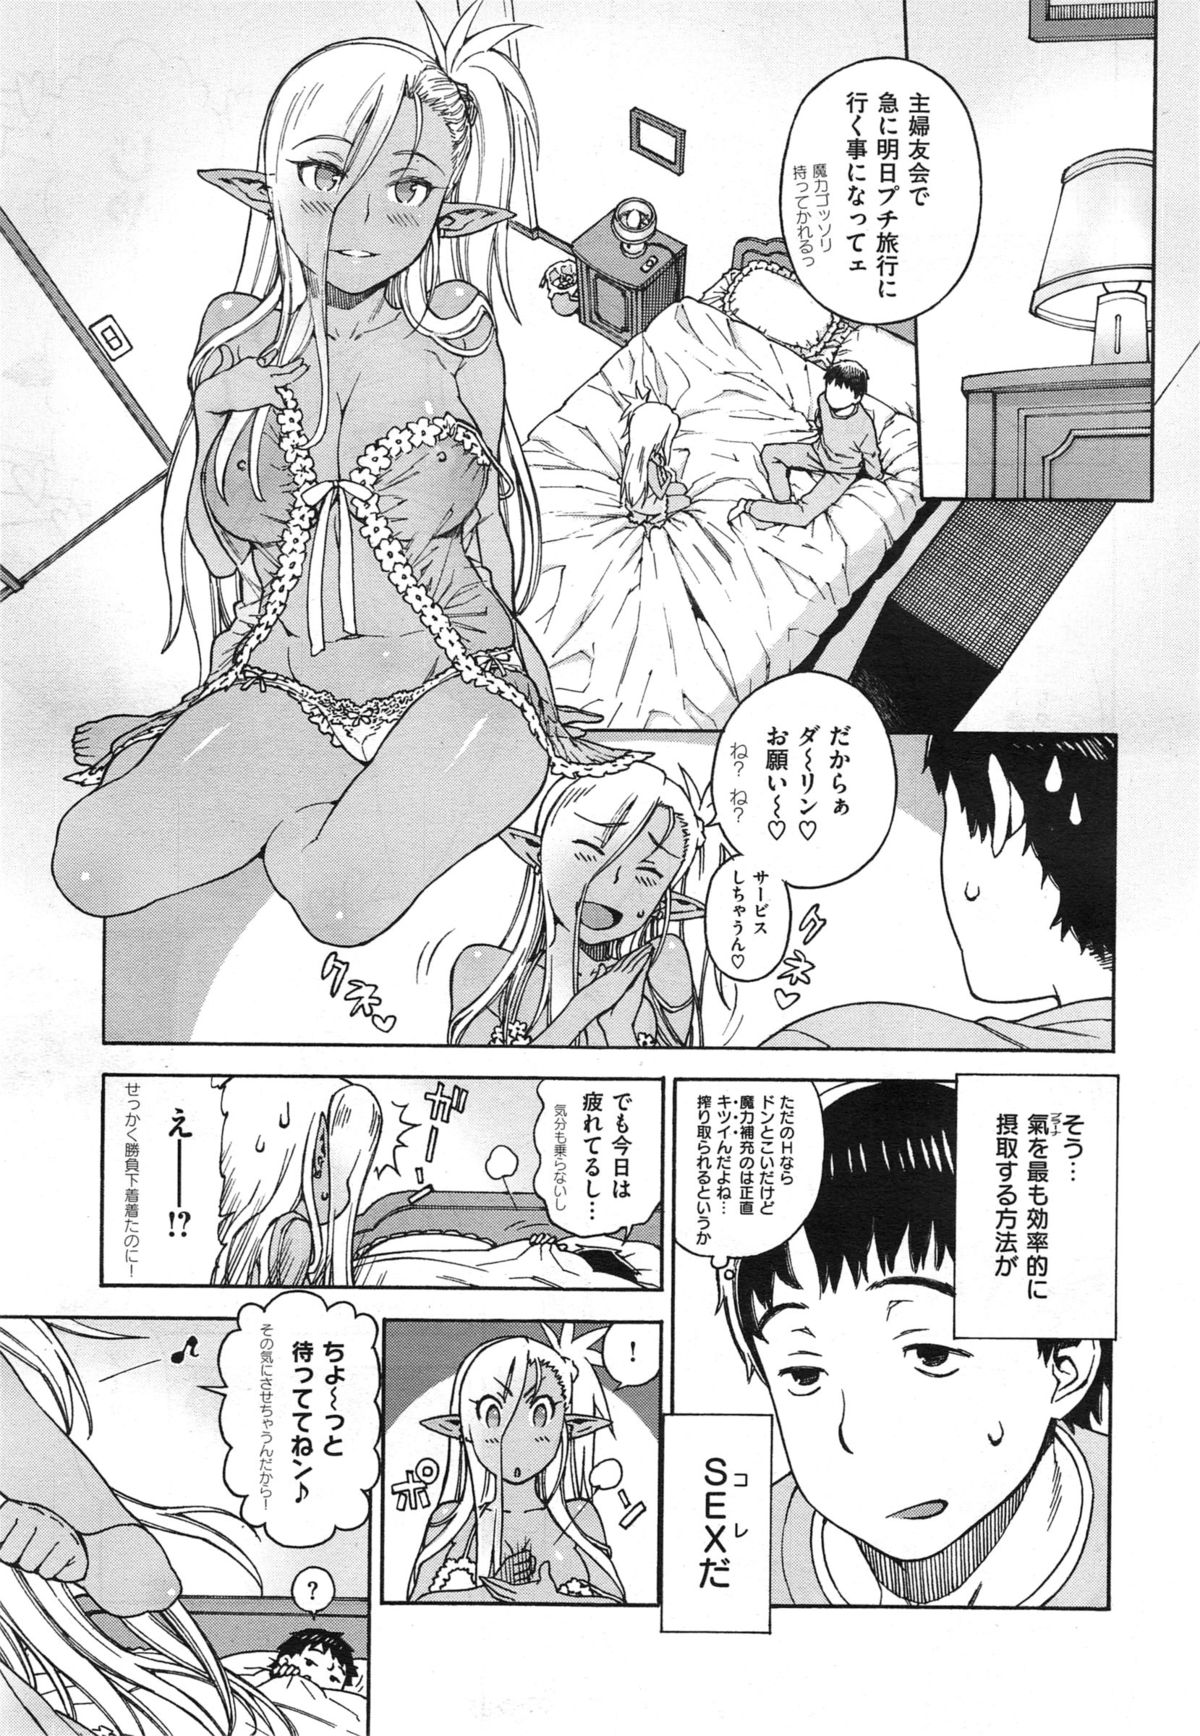 主婦友会で
急に明日プチ旅行に
行く事になってェ
魔力ゴッソリ
持ってかれるっ
だからぁ
ダ～リン♡
お願い～♡
ね？ね？
サービス
しちゃうん♡
クネ♡
クネ♡
そう…
氣を最も効率的に
プラーナ
摂取する方法が
ただのHなら
ドンとこいだけど
魔力補充のは正直
キツイんだよね…
搾り取られるというか
SEXだ
コレ
でも今日は
疲れてるし…
気分も乗らないし
え――!?
せっかく勝負下着着たのに！
！
ポン
ちょ～っと
待っててねン♪
その気にさせちゃうんだから！
♪
？